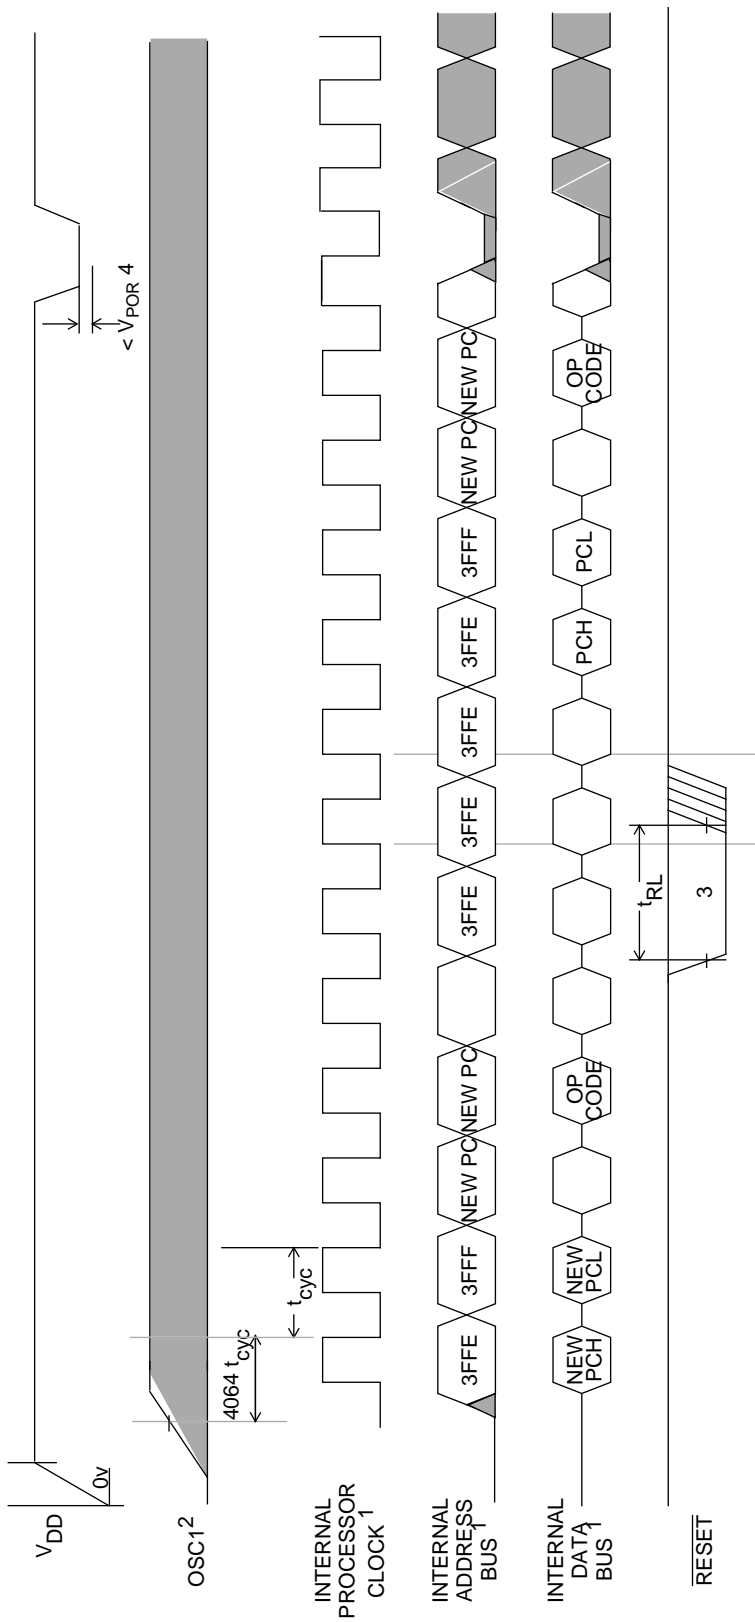 VDD
0v
< VPOR 4
OSC1²
4064 tcyc
tcyc
INTERNAL
PROCESSOR
CLOCK 1
INTERNAL
ADDRESS
BUS 1
3FFE
3FFF
NEW PC
NEW PC
3FFE
3FFE
3FFE
3FFE
3FFF
NEW PC
NEW PC
INTERNAL
DATA
BUS 1
NEW
PCH
NEW
PCL
OP
CODE
PCH
PCL
OP
CODE
tRL
RESET
3